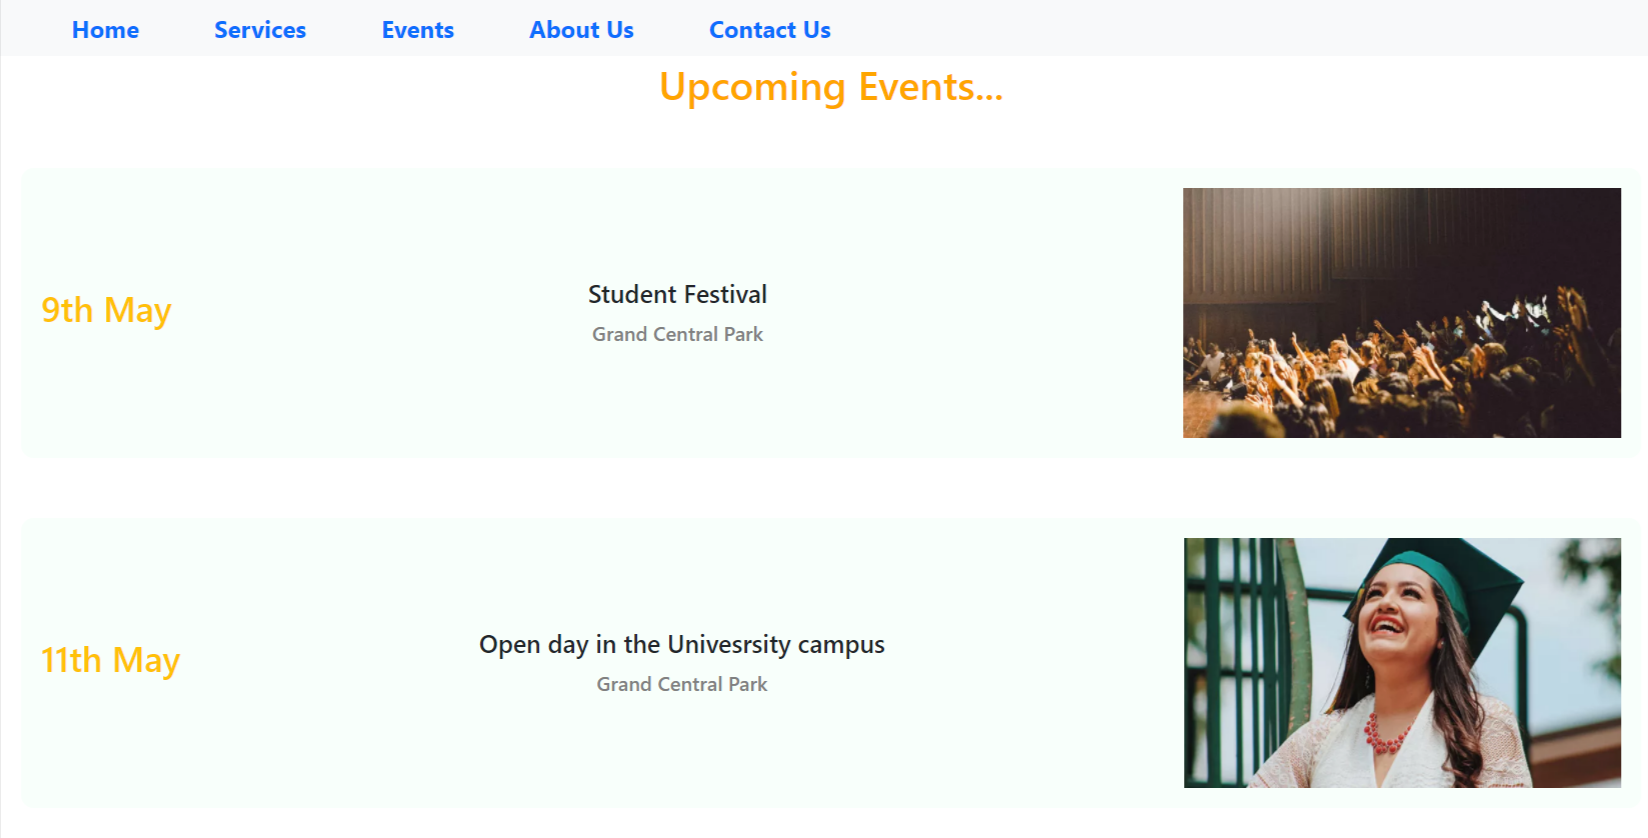 Home Services Events About Us Contact Us
Upcoming Events...
9th May
Student Festival
Grand Central Park
11th May
Open day in the Univesrsity campus
Grand Central Park